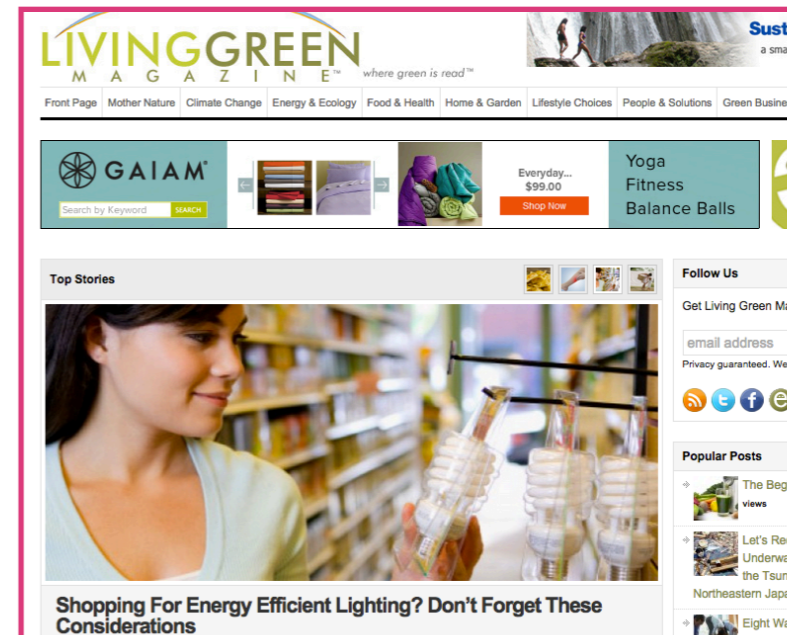 LIVINGGREEN
MAGAZINE™
where green is read™
Sust
a sma
Front Page Mother Nature Climate Change Energy & Ecology Food & Health Home & Garden Lifestyle Choices People & Solutions Green Busine
GAIAM
Search by Keyword SEARCH
Everyday...
$99.00
Shop Now
Yoga
Fitness
Balance Balls
Top Stories
Follow Us
Get Living Green Ma
email address
Privacy guaranteed. We
Popular Posts
The Beg
views
Let's Re
Underwa
the Tsun
Northeastern Japa
Eight Wa
Shopping For Energy Efficient Lighting? Don't Forget These
Considerations